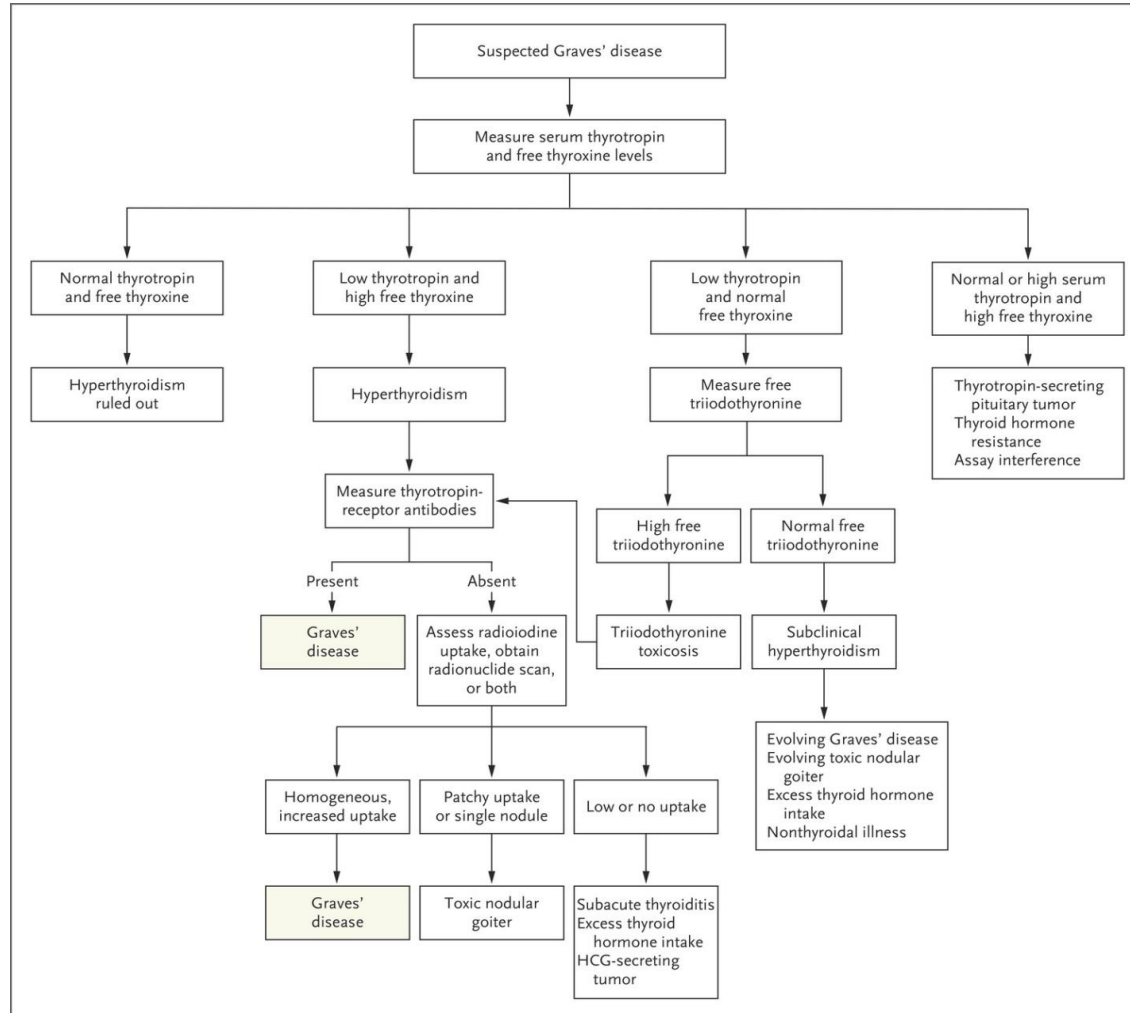 Suspected Graves’ disease
Measure serum thyrotropin
and free thyroxine levels
Normal thyrotropin
and free thyroxine
Low thyrotropin and
high free thyroxine
Low thyrotropin
and normal
free thyroxine
Normal or high serum
thyrotropin and
high free thyroxine
Hyperthyroidism
ruled out
Hyperthyroidism
Measure free
triiodothyronine
Thyrotropin-secreting
pituitary tumor
Thyroid hormone
resistance
Assay interference
Measure thyrotropin-
receptor antibodies
High free
triiodothyronine
Normal free
triiodothyronine
Present
Absent
Graves’
disease
Assess radioiodine
uptake, obtain
radionuclide scan,
or both
Triiodothyronine
toxicosis
Subclinical
hyperthyroidism
Evolving Graves’ disease
Evolving toxic nodular
goiter
Excess thyroid hormone
intake
Nonthyroidal illness
Homogeneous,
increased uptake
Patchy uptake
or single nodule
Low or no uptake
Graves’
disease
Toxic nodular
goiter
Subacute thyroiditis
Excess thyroid
hormone intake
HCG-secreting
tumor